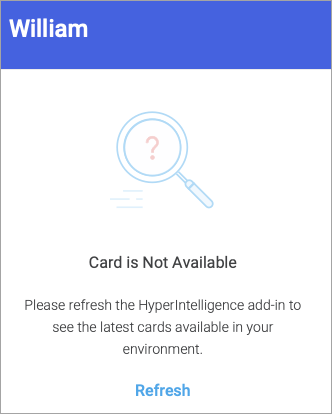 William
?
Card is Not Available
Please refresh the HyperIntelligence add-in to
see the latest cards available in your
environment.
Refresh